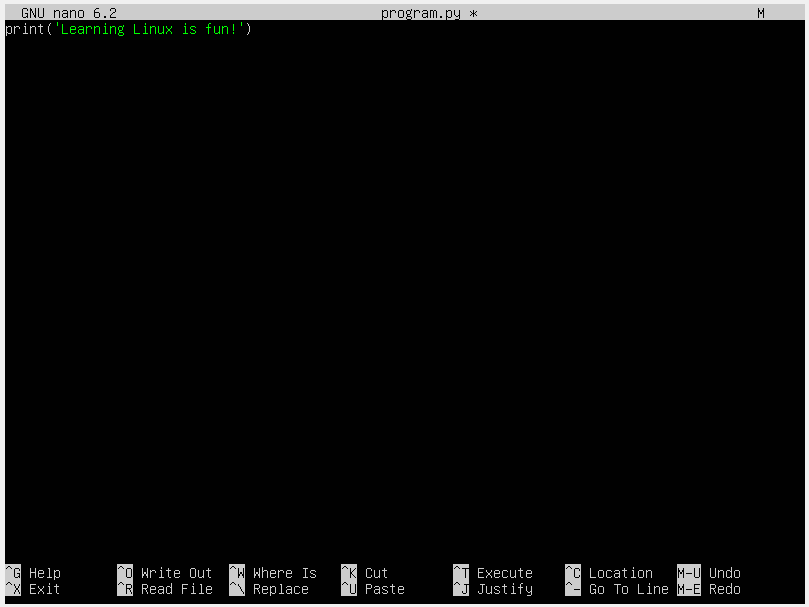 GNU nano 6.2 program.py * M
print('Learning Linux is fun!')
^G Help ^O Write Out ^W Where Is ^K Cut ^T Execute ^C Location M-U Undo
^X Exit ^R Read File ^\ Replace ^U Paste ^J Justify ^- Go To Line M-E Redo